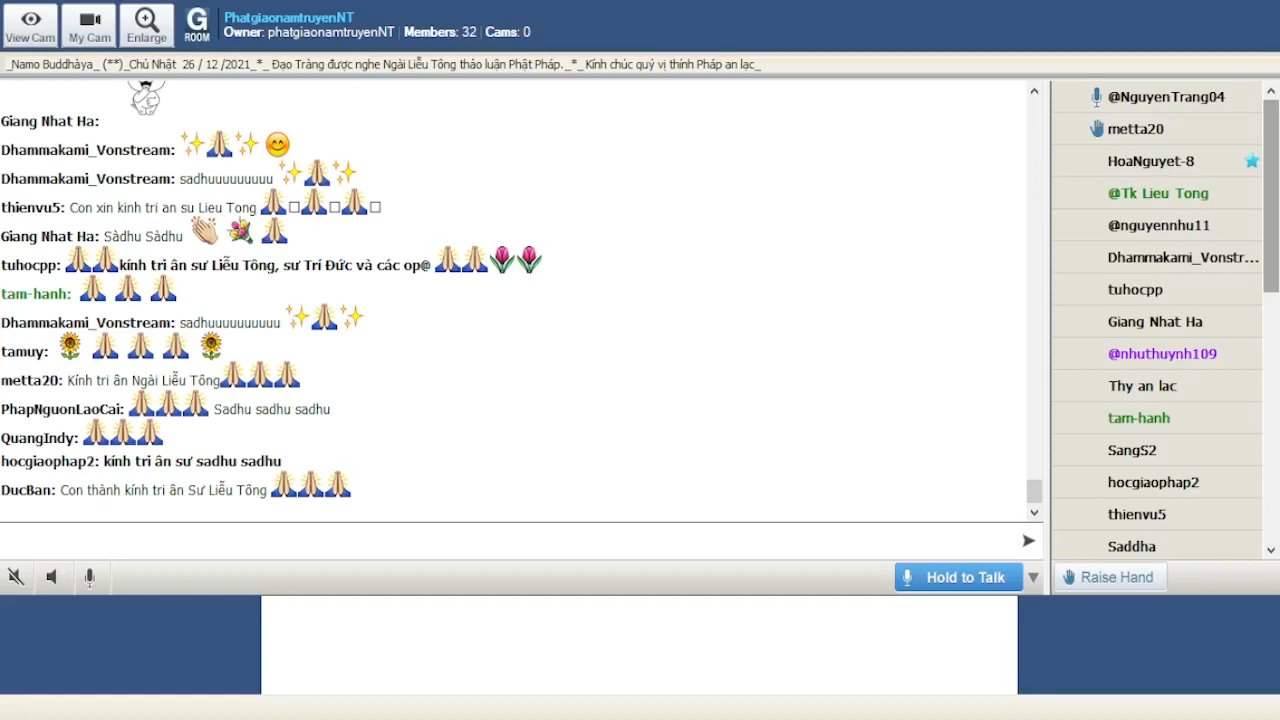 View Cam
My Cam
Enlarge
G
ROOM
PhatgiaonamtruyenNT
Owner: phatgiaonamtruyenNT | Members: 32 | Cams: 0
_Namo Buddhàya_ (**)_Chủ Nhật 26 / 12 /2021_*_ Đạo Tràng được nghe Ngài Liễu Tông thảo luận Phật Pháp._*_Kính chúc quý vị thính Pháp an lạc_
Giang Nhat Ha:
Dhammakami_Vonstream:
Dhammakami_Vonstream: sadhuuuuuuuuu
thienvu5: Con xin kinh tri an su Lieu Tong
Giang Nhat Ha: Sàdhu Sàdhu
tuhocpp: kính tri ân sư Liễu Tông, sư Trí Đức và các op@
tam-hanh:
Dhammakami_Vonstream: sadhuuuuuuuuuu
tamuy:
metta20: Kính tri ân Ngài Liễu Tông
PhapNguonLaoCai: Sadhu sadhu sadhu
QuangIndy:
hocgiaophap2: kính tri ân sư sadhu sadhu
DucBan: Con thành kính tri ân Sư Liễu Tông
@NguyenTrang04
metta20
HoaNguyet-8
@Tk Lieu Tong
@nguyennhu11
Dhammakami_Vonstr...
tuhocpp
Giang Nhat Ha
@nhuthuynh109
Thy an lac
tam-hanh
SangS2
hocgiaophap2
thienvu5
Saddha
Hold to Talk
Raise Hand